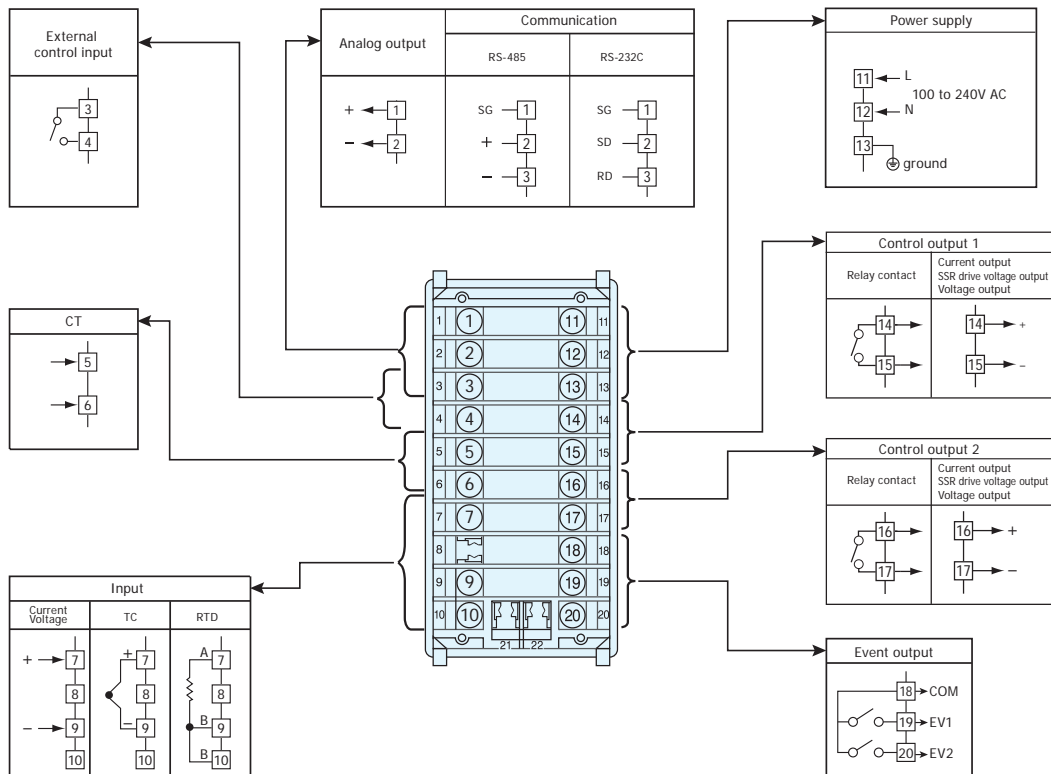 External
control input
3
4
Analog output
Communication
RS-485
RS-232C
+ 1
− 2
SG 1
+ 2
− 3
SG 1
SD 2
RD 3
Power supply
11 L
100 to 240V AC
12 N
13
ground
CT
5
6
1 1 11 11
2 2 12 12
3 3 13 13
4 4 14 14
5 5 15 15
6 6 16 16
7 7 17 17
8 18 18
9 9 19 19
10 10 20 20
21 22
Control output 1
Relay contact
Current output
SSR drive voltage output
Voltage output
14
15
14 +
15 −
Control output 2
Relay contact
Current output
SSR drive voltage output
Voltage output
16
17
16 +
17 −
Input
Current
Voltage
TC
RTD
+ 7
8
− 9
10
+ 7
8
− 9
10
A 7
8
B 9
B 10
Event output
18 COM
19 EV1
20 EV2